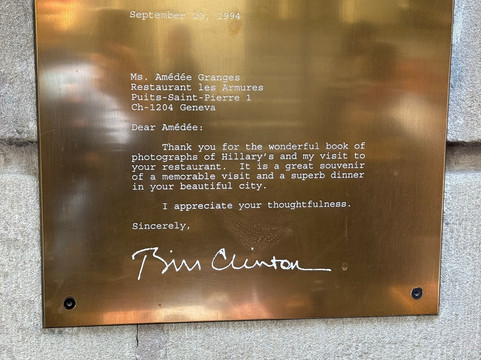 September 29, 1994
Ms. Amédée Granges
Restaurant les Armures
Puits-Saint-Pierre 1
Ch-1204 Geneva
Dear Amédée:
Thank you for the wonderful book of
photographs of Hillary's and my visit to
your restaurant. It is a great souvenir
of a memorable visit and a superb dinner
in your beautiful city.
I appreciate your thoughtfulness.
Sincerely,
Bill Clinton